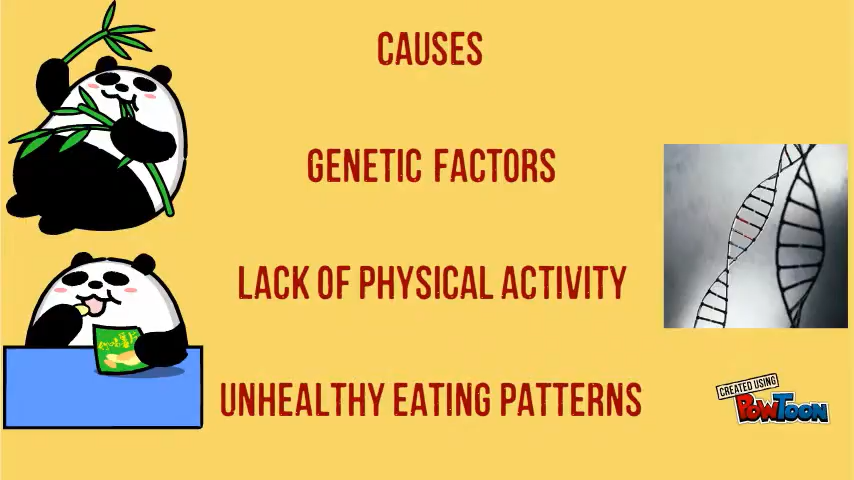 CAUSES
GENETIC FACTORS
LACK OF PHYSICAL ACTIVITY
UNHEALTHY EATING PATTERNS
CREATED USING
POWTOON